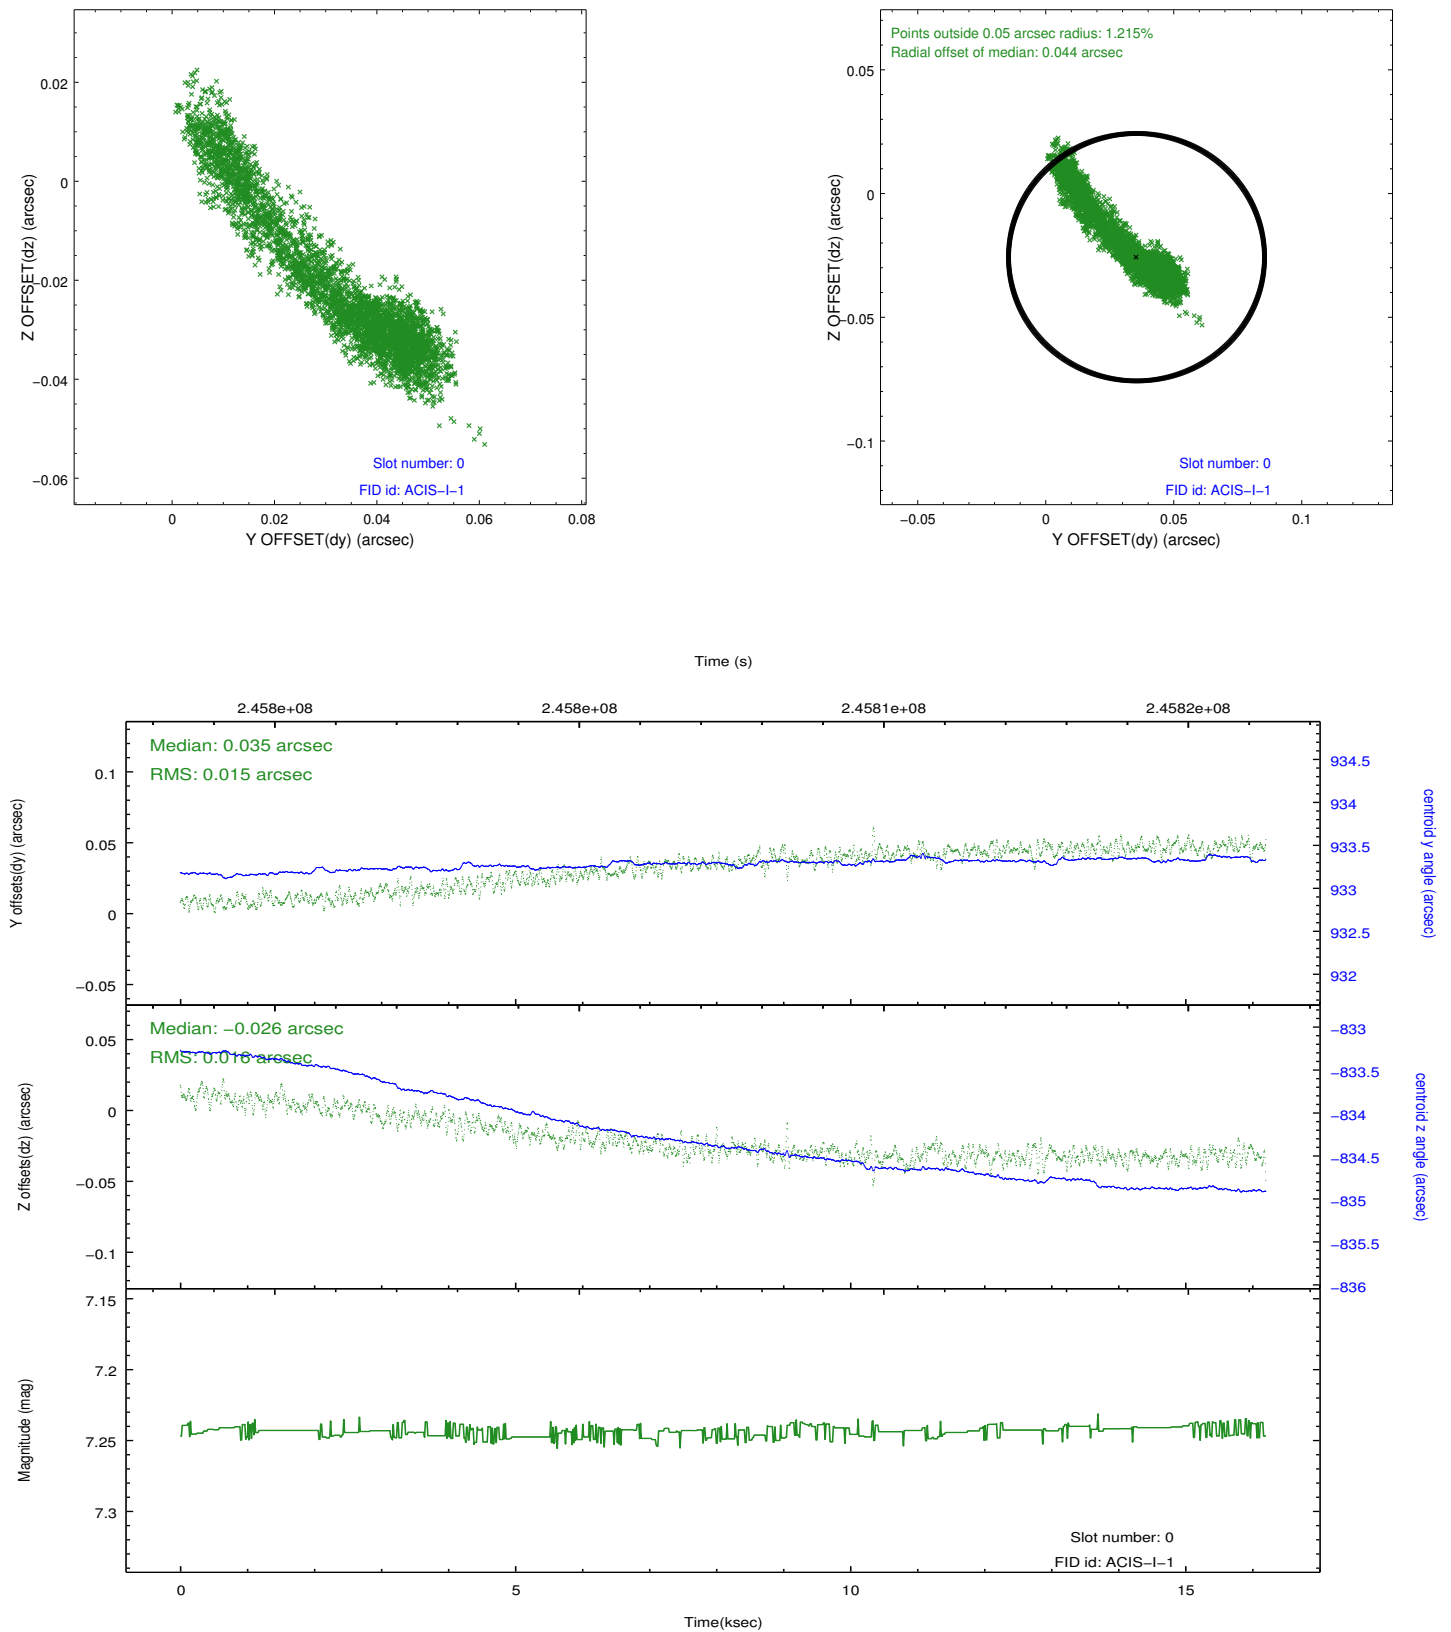 0.02
0
−0.02
−0.04
−0.06
Z OFFSET(dz) (arcsec)
Slot number: 0
FID id: ACIS−I−1
0 0.02 0.04 0.06 0.08
Y OFFSET(dy) (arcsec)
Points outside 0.05 arcsec radius: 1.215%
Radial offset of median: 0.044 arcsec
0.05
0
−0.05
−0.1
Z OFFSET(dz) (arcsec)
Slot number: 0
FID id: ACIS−I−1
−0.05 0 0.05 0.1
Y OFFSET(dy) (arcsec)
Time (s)
2.458e+08 2.458e+08 2.4581e+08 2.4582e+08
Median: 0.035 arcsec
RMS: 0.015 arcsec
0.1
0.05
0
−0.05
Y offsets(dy) (arcsec)
934.5
934
933.5
933
932.5
932
centroid y angle (arcsec)
Median: −0.026 arcsec
RMS: 0.016 arcsec
0.05
0
−0.05
−0.1
Z offsets(dz) (arcsec)
−833
−833.5
−834
−834.5
−835
−835.5
−836
centroid z angle (arcsec)
7.15
7.2
7.25
7.3
Magnitude (mag)
Slot number: 0
FID id: ACIS−I−1
0 5 10 15
Time(ksec)